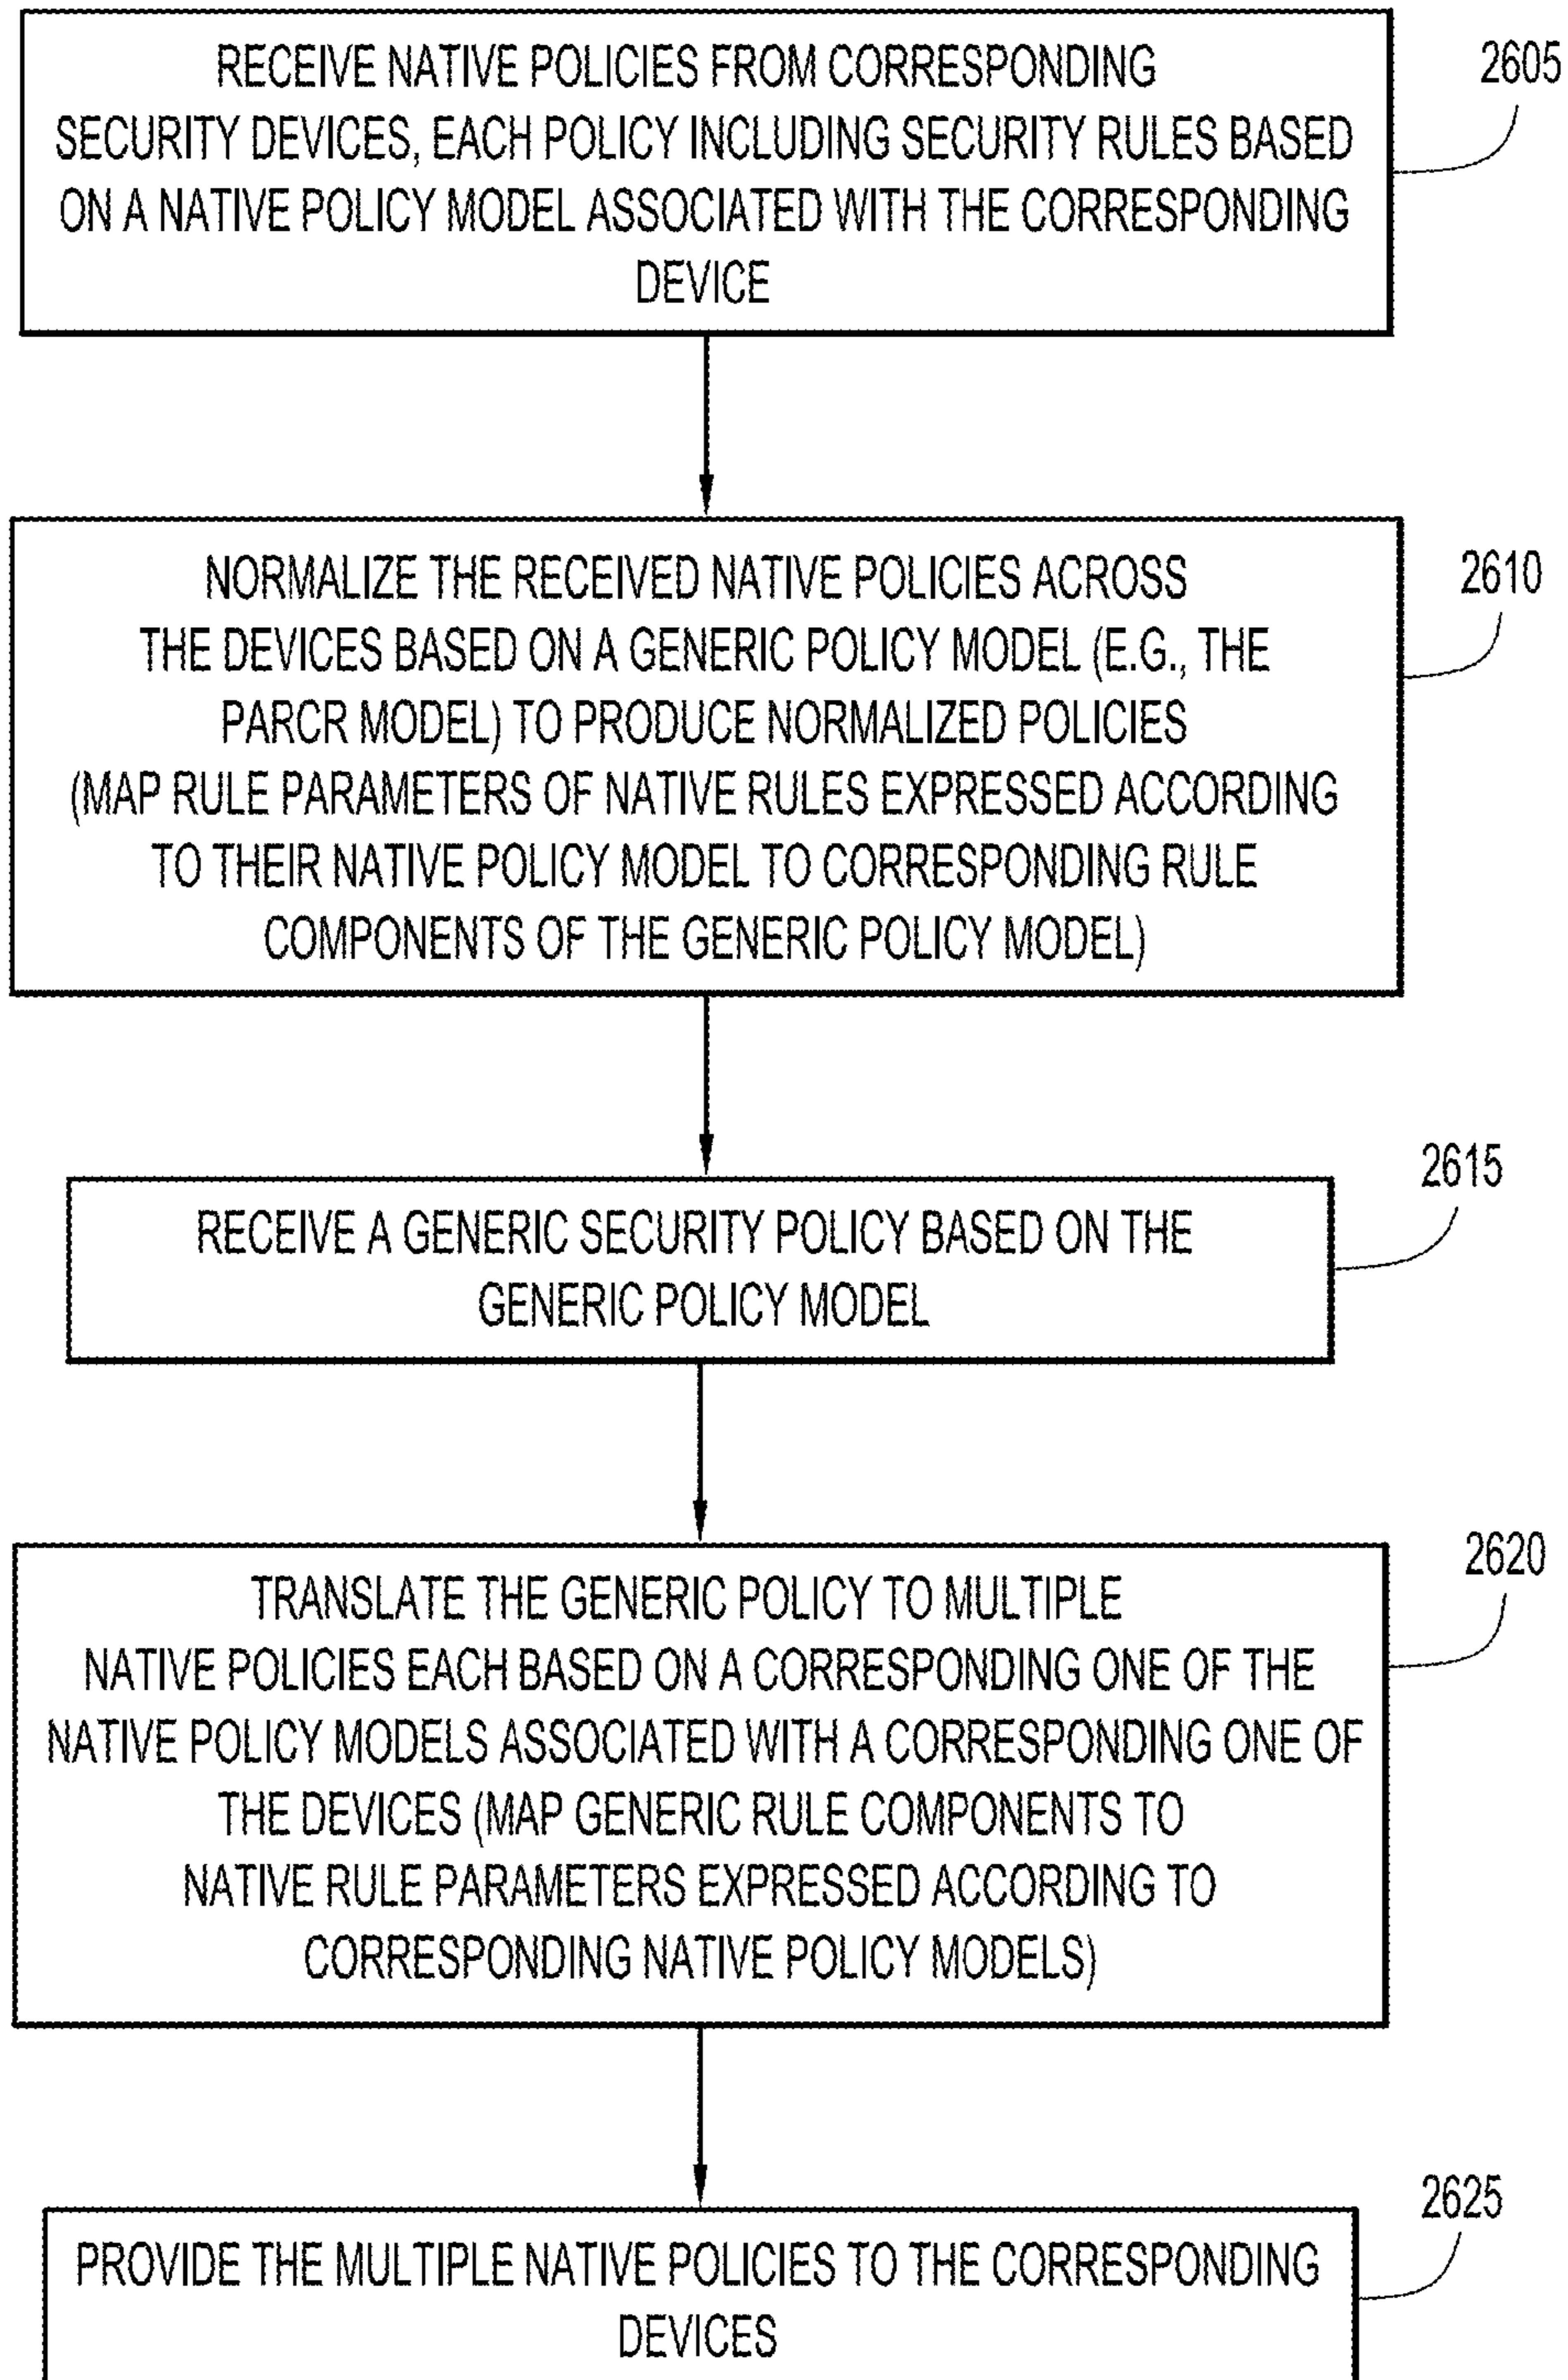 RECEIVE NATIVE POLICIES FROM CORRESPONDING
SECURITY DEVICES, EACH POLICY INCLUDING SECURITY RULES BASED
ON A NATIVE POLICY MODEL ASSOCIATED WITH THE CORRESPONDING
DEVICE
2605
NORMALIZE THE RECEIVED NATIVE POLICIES ACROSS
THE DEVICES BASED ON A GENERIC POLICY MODEL (E.G., THE
PARCR MODEL) TO PRODUCE NORMALIZED POLICIES
(MAP RULE PARAMETERS OF NATIVE RULES EXPRESSED ACCORDING
TO THEIR NATIVE POLICY MODEL TO CORRESPONDING RULE
COMPONENTS OF THE GENERIC POLICY MODEL)
2610
RECEIVE A GENERIC SECURITY POLICY BASED ON THE
GENERIC POLICY MODEL
2615
TRANSLATE THE GENERIC POLICY TO MULTIPLE
NATIVE POLICIES EACH BASED ON A CORRESPONDING ONE OF THE
NATIVE POLICY MODELS ASSOCIATED WITH A CORRESPONDING ONE OF
THE DEVICES (MAP GENERIC RULE COMPONENTS TO
NATIVE RULE PARAMETERS EXPRESSED ACCORDING TO
CORRESPONDING NATIVE POLICY MODELS)
2620
PROVIDE THE MULTIPLE NATIVE POLICIES TO THE CORRESPONDING
DEVICES
2625